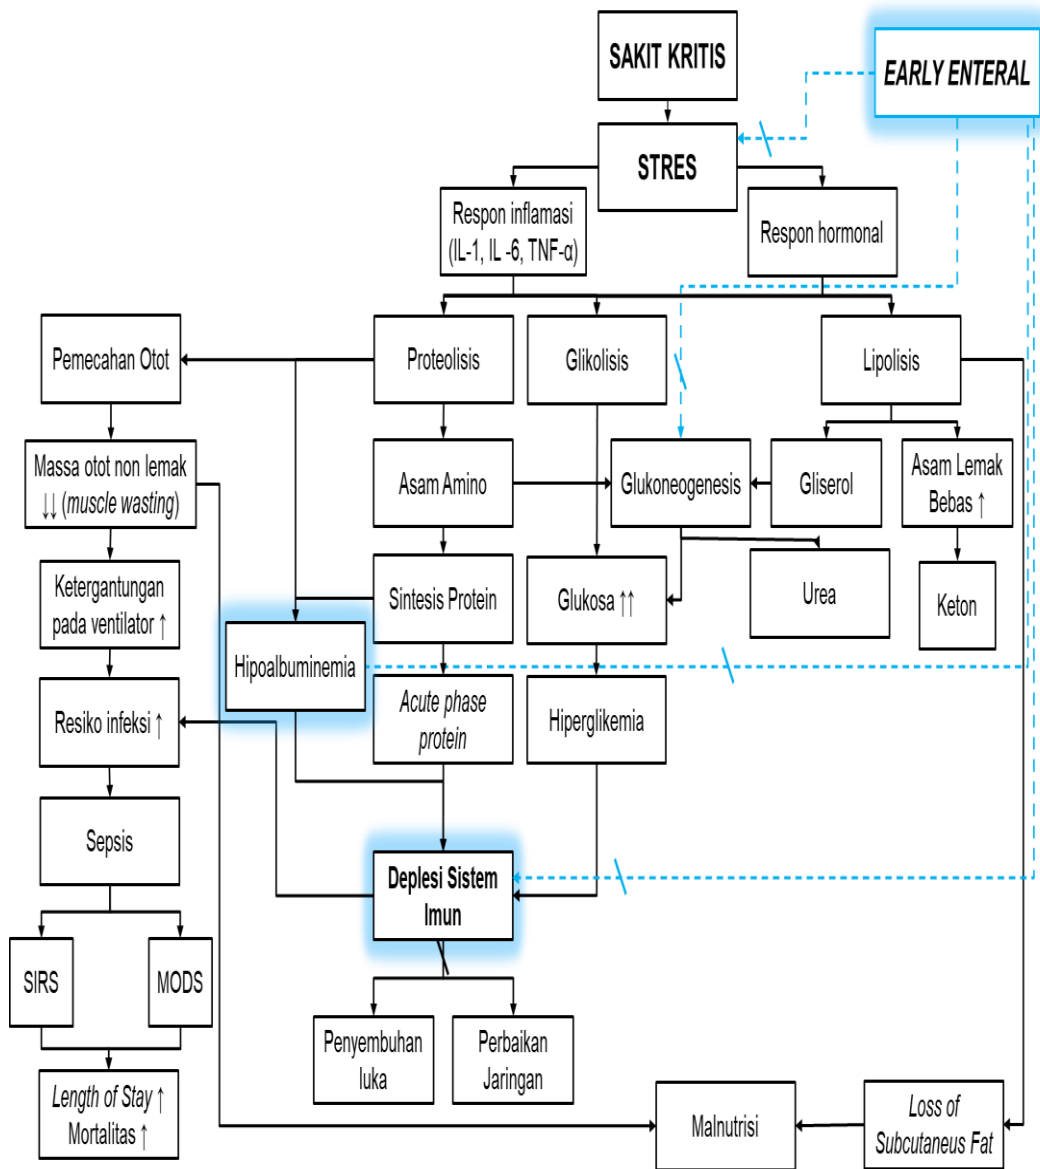 SAKIT KRITIS
EARLY ENTERAL
STRES
Respon inflamasi
(IL-1, IL -6, TNF-α)
Respon hormonal
Pemecahan Otot
Proteolisis
Glikolisis
Lipolisis
Massa otot non lemak
↓↓ (muscle wasting)
Asam Amino
Glukoneogenesis
Gliserol
Asam Lemak
Bebas ↑
Ketergantungan
pada ventilator ↑
Hipoalbuminemia
Sintesis Protein
Glukosa ↑↑
Urea
Keton
Resiko infeksi ↑
Acute phase
protein
Hiperglikemia
Sepsis
Deplesi Sistem
Imun
SIRS
MODS
Penyembuhan
luka
Perbaikan
Jaringan
Length of Stay ↑
Mortalitas ↑
Malnutrisi
Loss of
Subcutaneus Fat